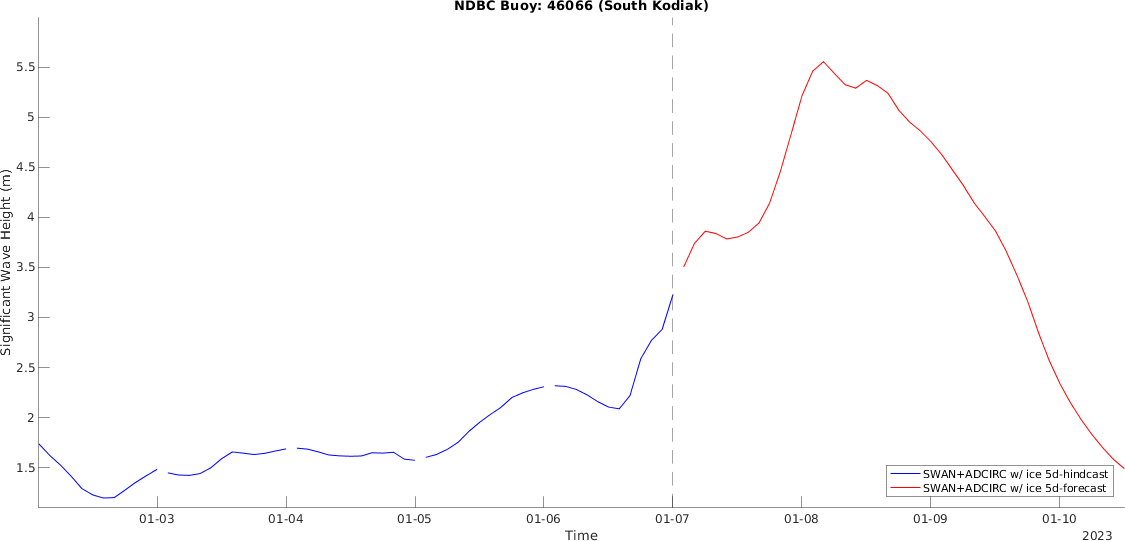 NDBC Buoy: 46066 (South Kodiak)
Significant Wave Height (m)
5.5
5
4.5
4
3.5
3
2.5
2
1.5
SWAN+ADCIRC w/ ice 5d-hindcast
SWAN+ADCIRC w/ ice 5d-forecast
01-03 01-04 01-05 01-06 01-07 01-08 01-09 01-10
Time
2023